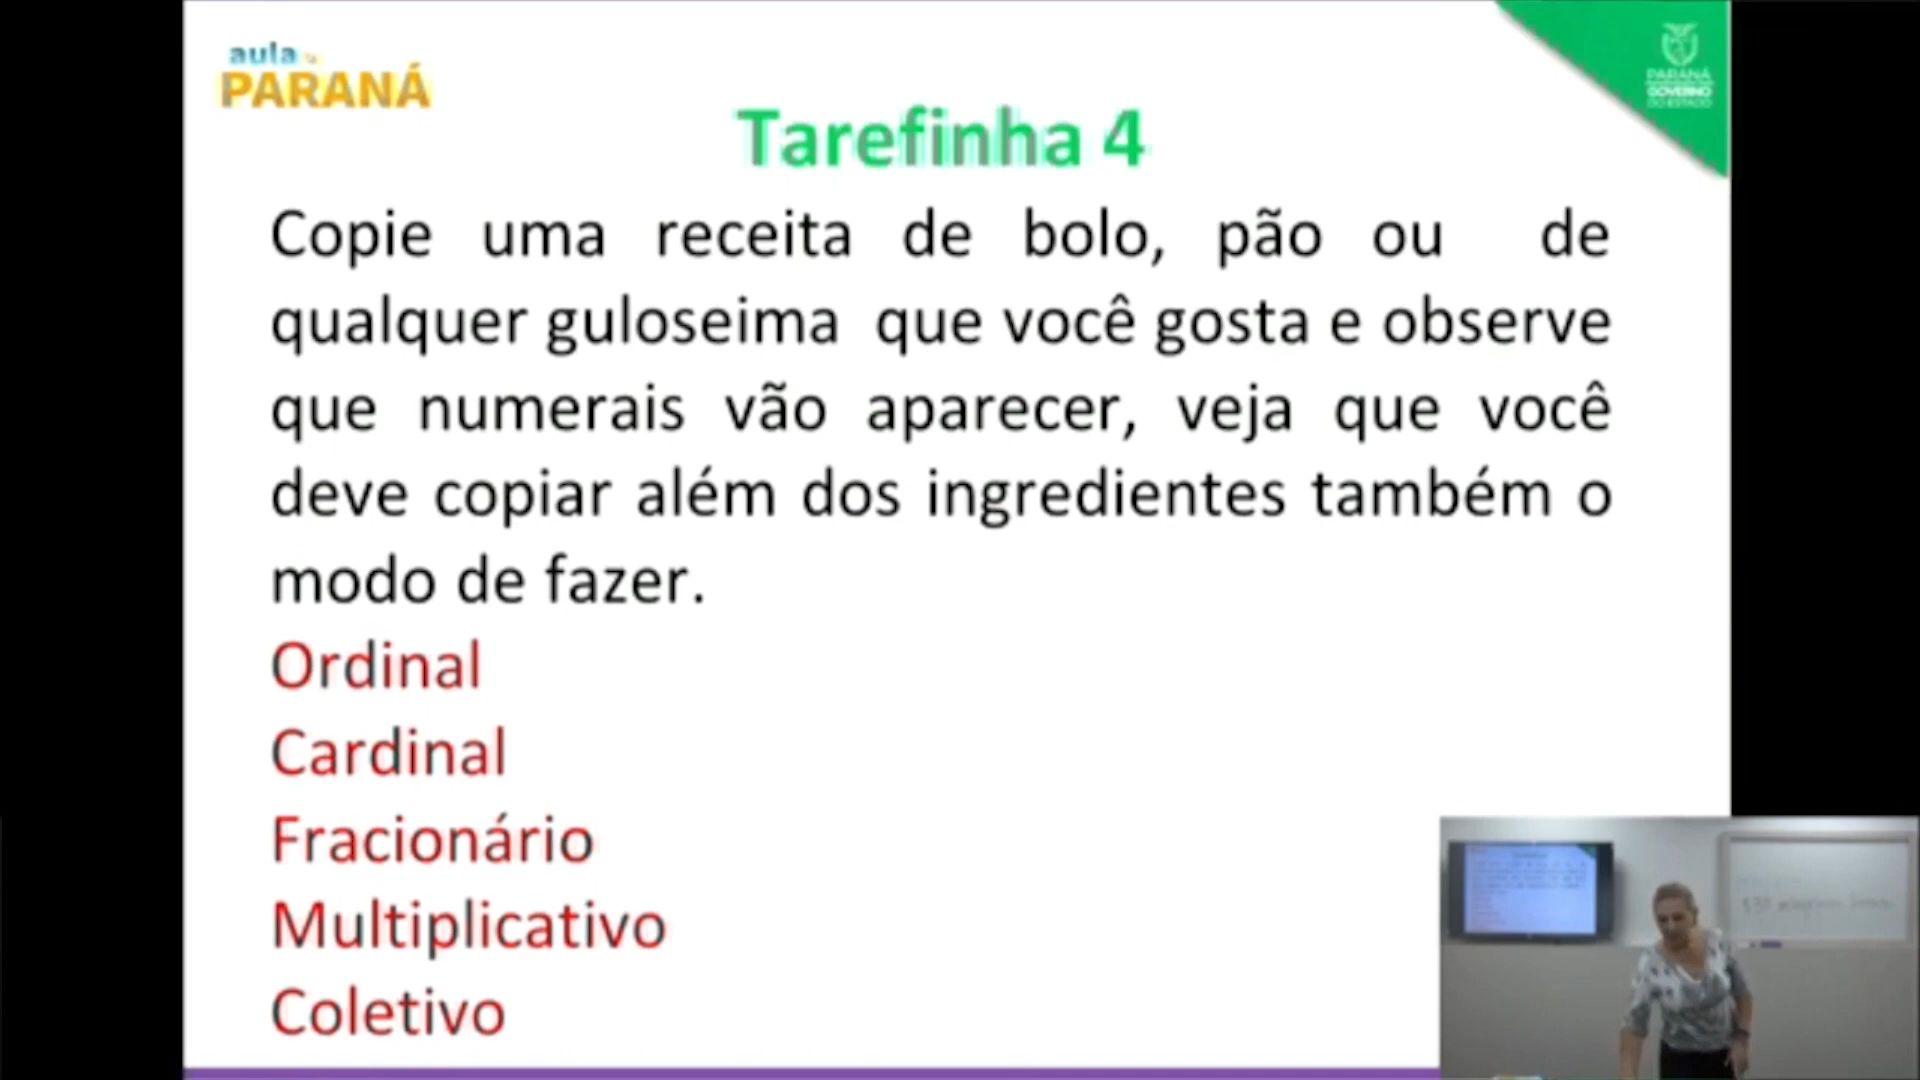 aula
PARANÁ
PARANÁ
GOVERNO
DO ESTADO
Tarefinha 4
Copie uma receita de bolo, pão ou de
qualquer guloseima que você gosta e observe
que numerais vão aparecer, veja que você
deve copiar além dos ingredientes também o
modo de fazer.
Ordinal
Cardinal
Fracionário
Multiplicativo
Coletivo